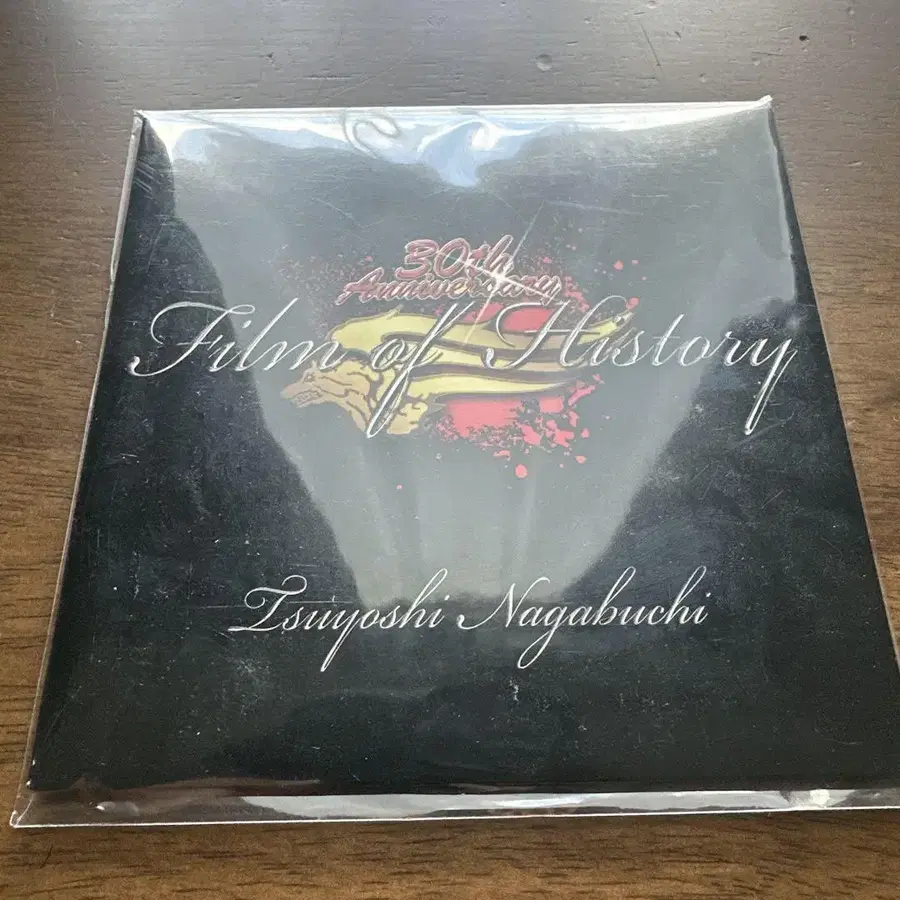 30th
Anniversary
Film of History
Tsuyoshi Nagabuchi